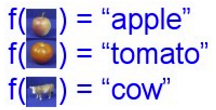 f( ) = “apple”
f( ) = “tomato”
f( ) = “cow”